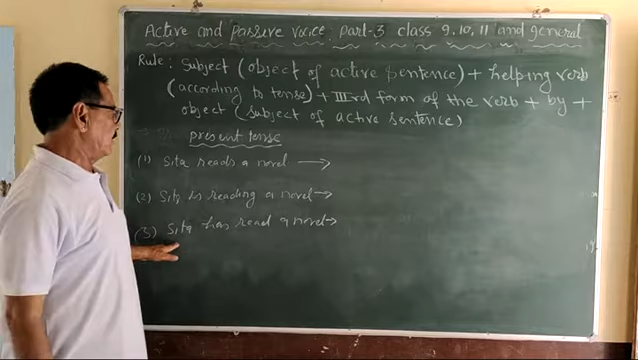 Active and Passive voice: part-3 class 9, 10, 11 and general
Rule: Subject (object of active sentence) + helping verb
(according to tense) + IIIrd form of the verb + by +
object (subject of active sentence)
present tense
(1) Sita reads a novel →
(2) Sita is reading a novel →
(3) Sita has read a novel →